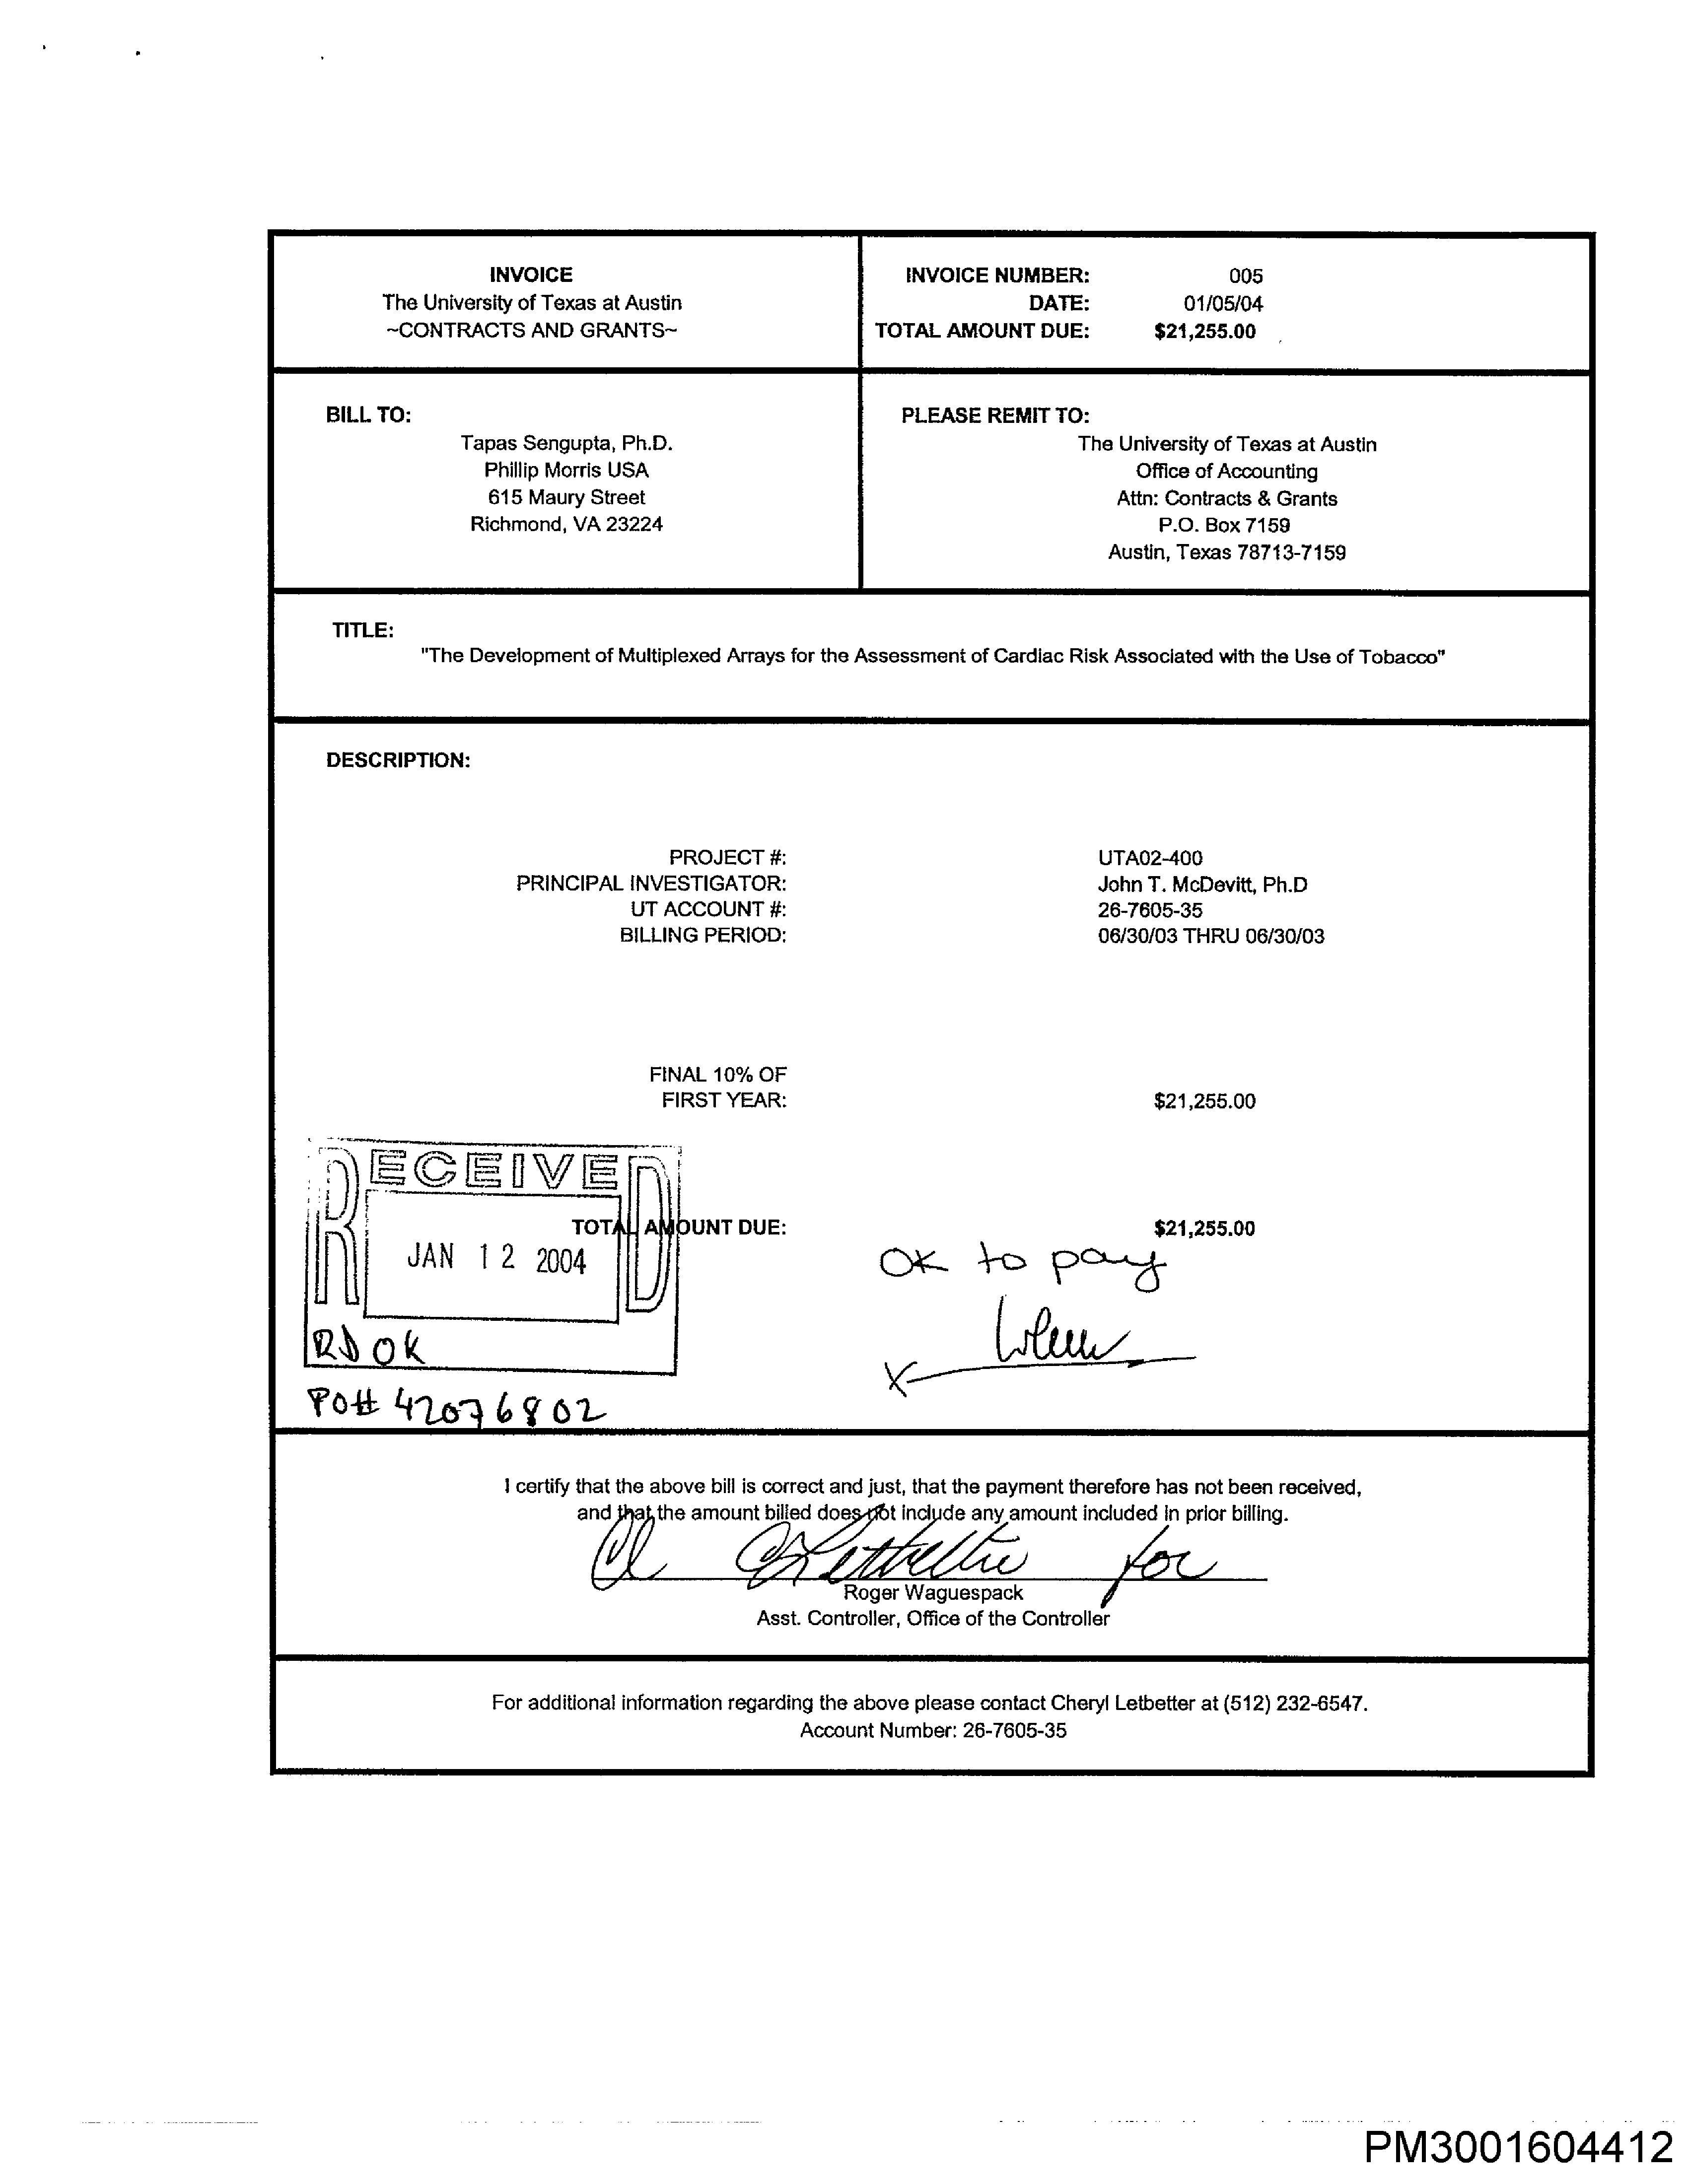 INVOICE
The University of Texas at Austin
~CONTRACTS AND GRANTS~
INVOICE NUMBER: 005
DATE: 01/05/04
TOTAL AMOUNT DUE: $21,255.00
BILL TO:
Tapas Sengupta, Ph.D.
Phillip Morris USA
615 Maury Street
Richmond, VA 23224
PLEASE REMIT TO:
The University of Texas at Austin
Office of Accounting
Attn: Contracts & Grants
P.O. Box 7159
Austin, Texas 78713-7159
TITLE:
"The Development of Multiplexed Arrays for the Assessment of Cardiac Risk Associated with the Use of Tobacco"
DESCRIPTION:
PROJECT #: UTA02-400
PRINCIPAL INVESTIGATOR: John T. McDevitt, Ph.D
UT ACCOUNT #: 26-7605-35
BILLING PERIOD: 06/30/03 THRU 06/30/03
FINAL 10% OF
FIRST YEAR: $21,255.00
RECEIVED
TOTAL AMOUNT DUE: $21,255.00
JAN 12 2004
OK to pay
RD OK
X
PO# 42076802
I certify that the above bill is correct and just, that the payment therefore has not been received,
and that the amount billed does not include any amount included in prior billing.
Letbetter for
Roger Waguespack
Asst. Controller, Office of the Controller
For additional information regarding the above please contact Cheryl Letbetter at (512) 232-6547.
Account Number: 26-7605-35
PM3001604412